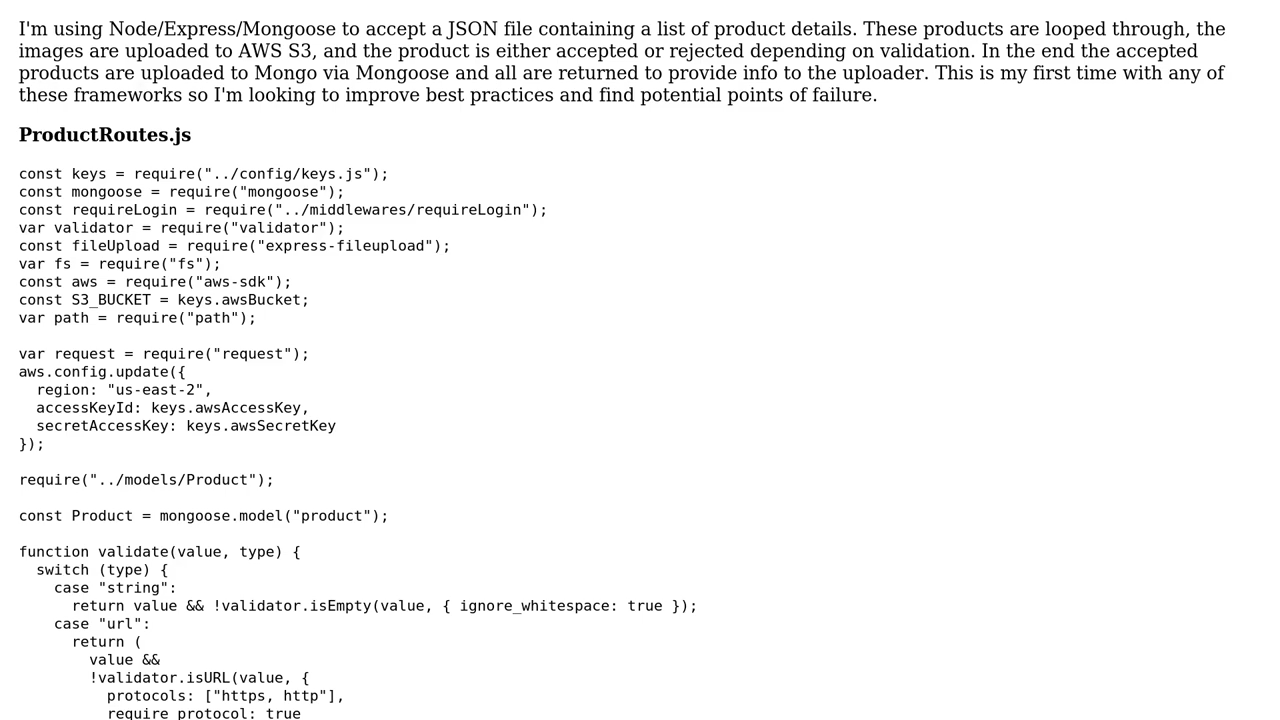 I'm using Node/Express/Mongoose to accept a JSON file containing a list of product details. These products are looped through, the
images are uploaded to AWS S3, and the product is either accepted or rejected depending on validation. In the end the accepted
products are uploaded to Mongo via Mongoose and all are returned to provide info to the uploader. This is my first time with any of
these frameworks so I'm looking to improve best practices and find potential points of failure.
ProductRoutes.js
const keys = require("../config/keys.js");
const mongoose = require("mongoose");
const requireLogin = require("../middlewares/requireLogin");
var validator = require("validator");
const fileUpload = require("express-fileupload");
var fs = require("fs");
const aws = require("aws-sdk");
const S3_BUCKET = keys.awsBucket;
var path = require("path");

var request = require("request");
aws.config.update({
  region: "us-east-2",
  accessKeyId: keys.awsAccessKey,
  secretAccessKey: keys.awsSecretKey
});

require("../models/Product");

const Product = mongoose.model("product");

function validate(value, type) {
  switch (type) {
    case "string":
      return value && !validator.isEmpty(value, { ignore_whitespace: true });
    case "url":
      return (
        value &&
        !validator.isURL(value, {
          protocols: ["https, http"],
          require_protocol: true